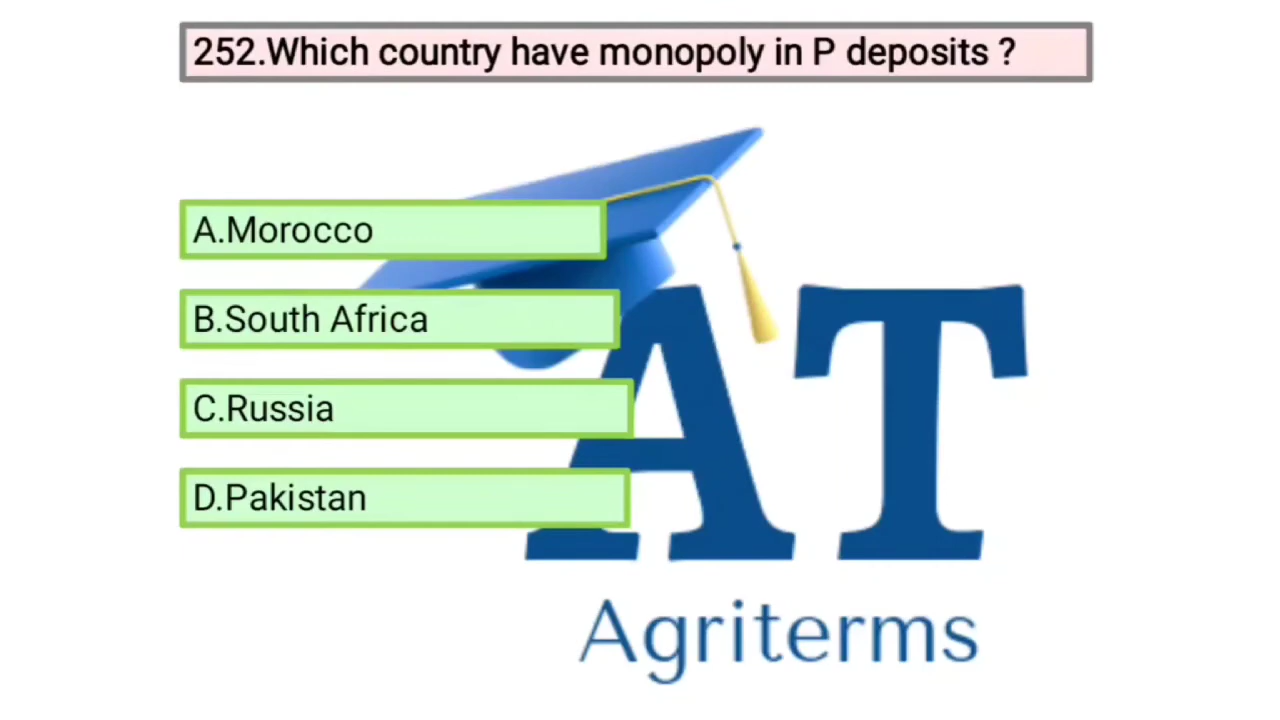 252.Which country have monopoly in P deposits ?
A.Morocco
B.South Africa
C.Russia
D.Pakistan
AT
Agriterms